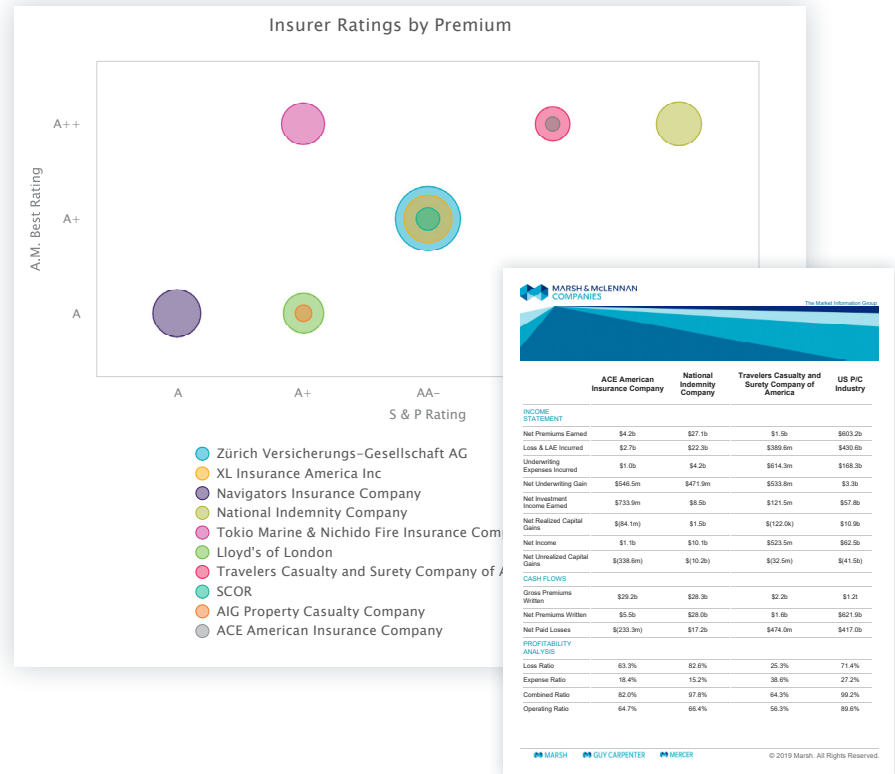 Insurer Ratings by Premium
A.M. Best Rating
A++
A+
A
A
A+
AA-
S & P Rating
Zürich Versicherungs-Gesellschaft AG
XL Insurance America Inc
Navigators Insurance Company
National Indemnity Company
Tokio Marine & Nichido Fire Insurance Com
Lloyd's of London
Travelers Casualty and Surety Company of A
SCOR
AIG Property Casualty Company
ACE American Insurance Company
MARSH & McLENNAN
COMPANIES
The Market Information Group
ACE American Insurance Company National Indemnity Company Travelers Casualty and Surety Company of America US P/C Industry
INCOME
STATEMENT
Net Premiums Earned $4.2b $27.1b $1.5b $603.2b
Loss & LAE Incurred $2.7b $22.3b $389.6m $430.6b
Underwriting Expenses Incurred $1.0b $4.2b $614.3m $168.3b
Net Underwriting Gain $546.5m $471.9m $533.8m $3.3b
Net Investment Income Earned $733.9m $8.5b $121.5m $57.8b
Net Realized Capital Gains $(84.1m) $1.5b $(122.0k) $10.9b
Net Income $1.1b $10.1b $523.5m $62.5b
Net Unrealized Capital Gains $(338.6m) $(10.2b) $(32.5m) $(41.5b)
CASH FLOWS
Gross Premiums Written $29.2b $28.3b $2.2b $1.2t
Net Premiums Written $5.5b $28.0b $1.6b $621.9b
Net Paid Losses $(233.3m) $17.2b $474.0m $417.0b
PROFITABILITY
ANALYSIS
Loss Ratio 63.3% 82.6% 25.3% 71.4%
Expense Ratio 18.4% 15.2% 38.6% 27.2%
Combined Ratio 82.0% 97.8% 64.3% 99.2%
Operating Ratio 64.7% 66.4% 56.3% 89.6%
MARSH GUY CARPENTER MERCER © 2019 Marsh. All Rights Reserved.